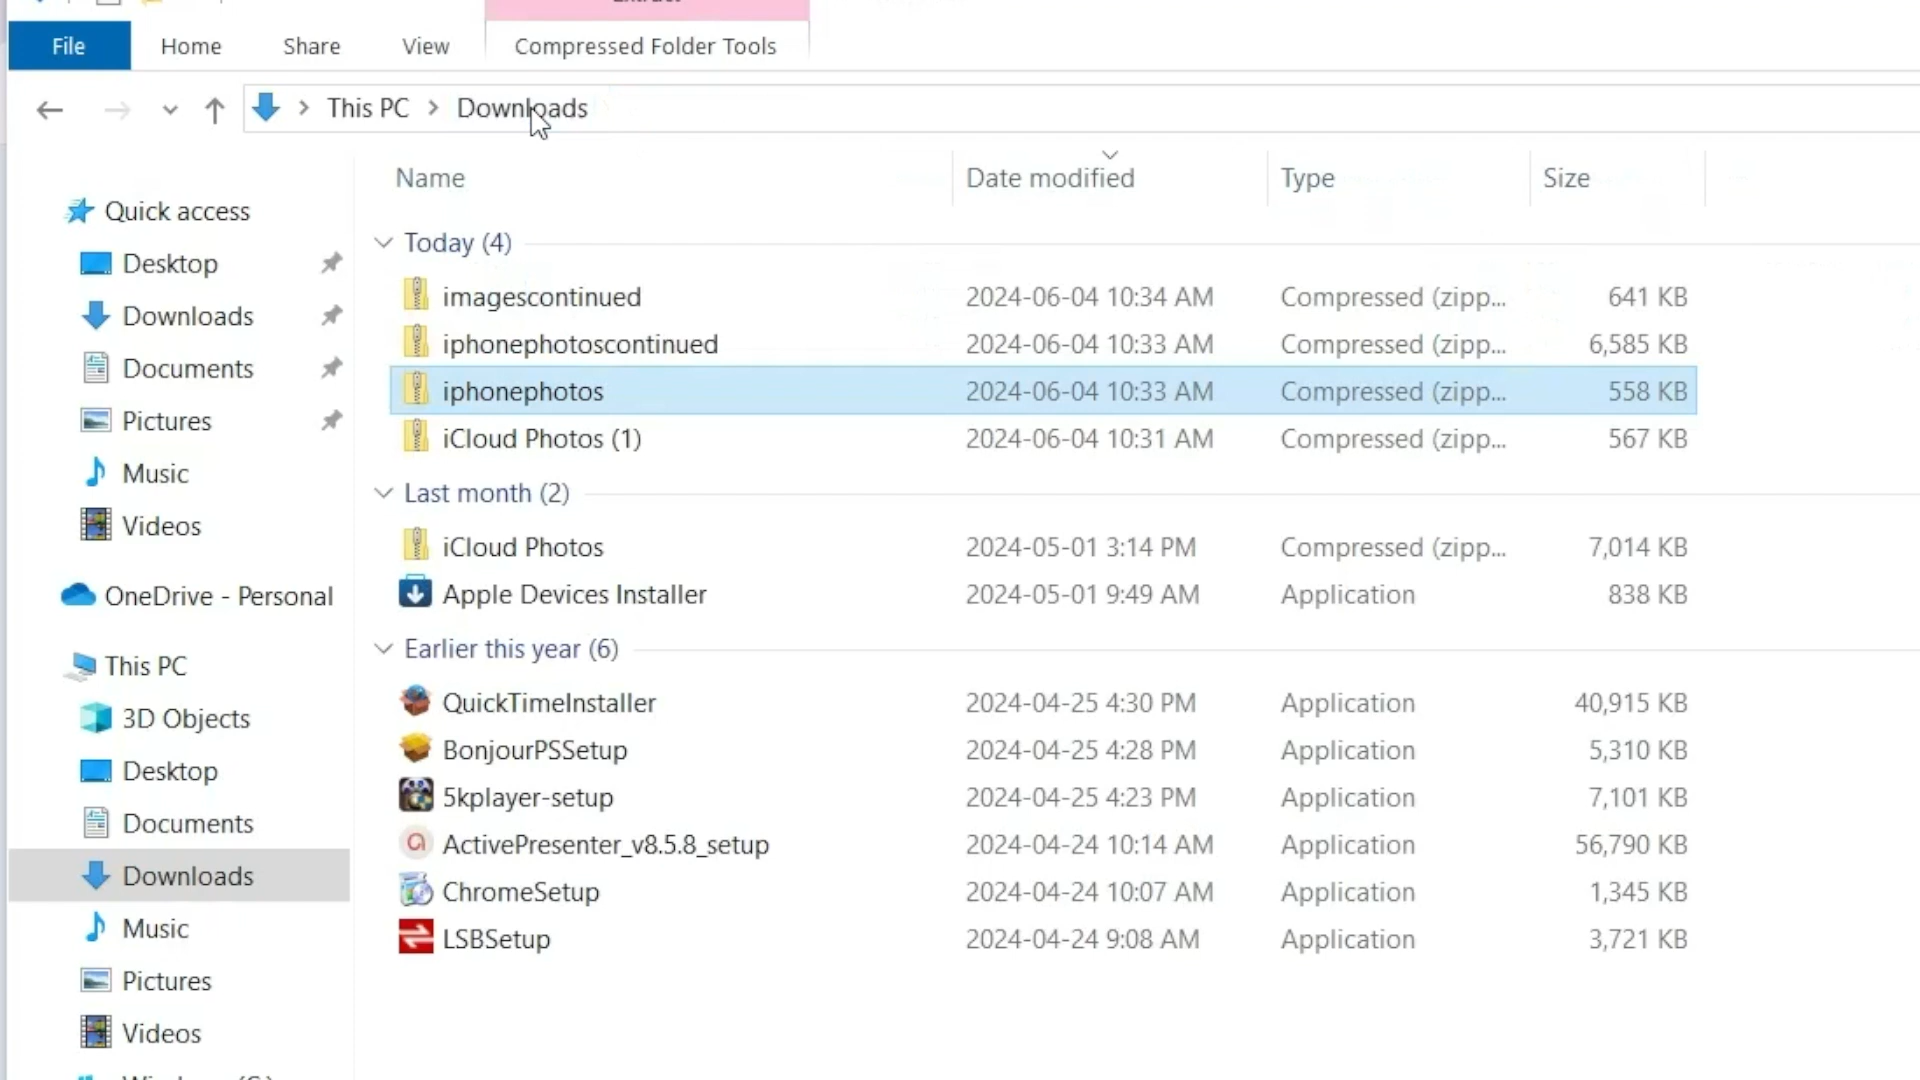 Extract
File Home Share View Compressed Folder Tools
This PC Downloads
Name Date modified Type Size
Quick access
Desktop
Downloads
Documents
Pictures
Music
Videos
OneDrive - Personal
This PC
3D Objects
Desktop
Documents
Downloads
Music
Pictures
Videos
Today (4)
imagescontinued 2024-06-04 10:34 AM Compressed (zipp... 641 KB
iphonephotoscontinued 2024-06-04 10:33 AM Compressed (zipp... 6,585 KB
iphonephotos 2024-06-04 10:33 AM Compressed (zipp... 558 KB
iCloud Photos (1) 2024-06-04 10:31 AM Compressed (zipp... 567 KB
Last month (2)
iCloud Photos 2024-05-01 3:14 PM Compressed (zipp... 7,014 KB
Apple Devices Installer 2024-05-01 9:49 AM Application 838 KB
Earlier this year (6)
QuickTimeInstaller 2024-04-25 4:30 PM Application 40,915 KB
BonjourPSSetup 2024-04-25 4:28 PM Application 5,310 KB
5kplayer-setup 2024-04-25 4:23 PM Application 7,101 KB
ActivePresenter_v8.5.8_setup 2024-04-24 10:14 AM Application 56,790 KB
ChromeSetup 2024-04-24 10:07 AM Application 1,345 KB
LSBSetup 2024-04-24 9:08 AM Application 3,721 KB